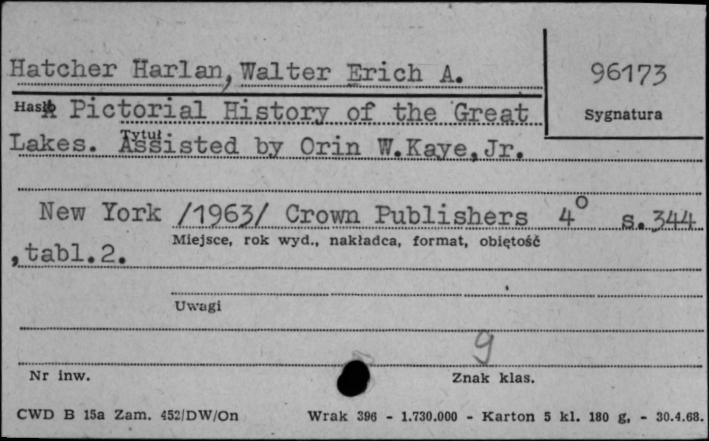 Hatcher Harlan, Walter Erich A.
96173
Hasło
A Pictorial History of the Great
Sygnatura
Tytuł
Lakes. Assisted by Orin W.Kaye,Jr.
New York /1963/ Crown Publishers 4° s.344
Miejsce, rok wyd., nakładca, format, obiętość
,tabl.2.
Uwagi
9
Nr inw.
Znak klas.
CWD B 15a Zam. 452/DW/On Wrak 396 - 1.730.000 - Karton 5 kl. 180 g. - 30.4.68.